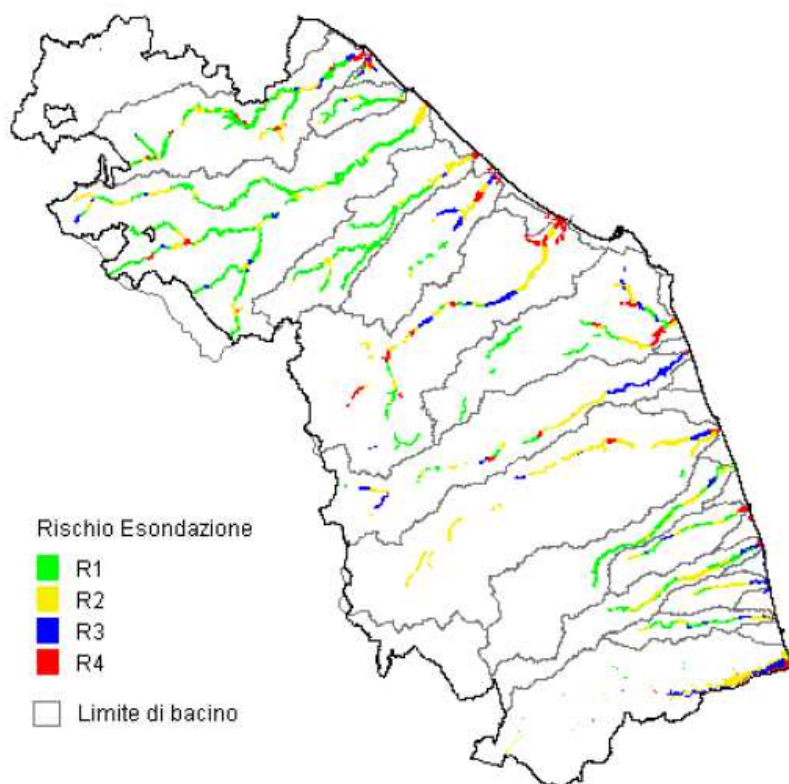 Rischio Esondazione
R1
R2
R3
R4
Limite di bacino